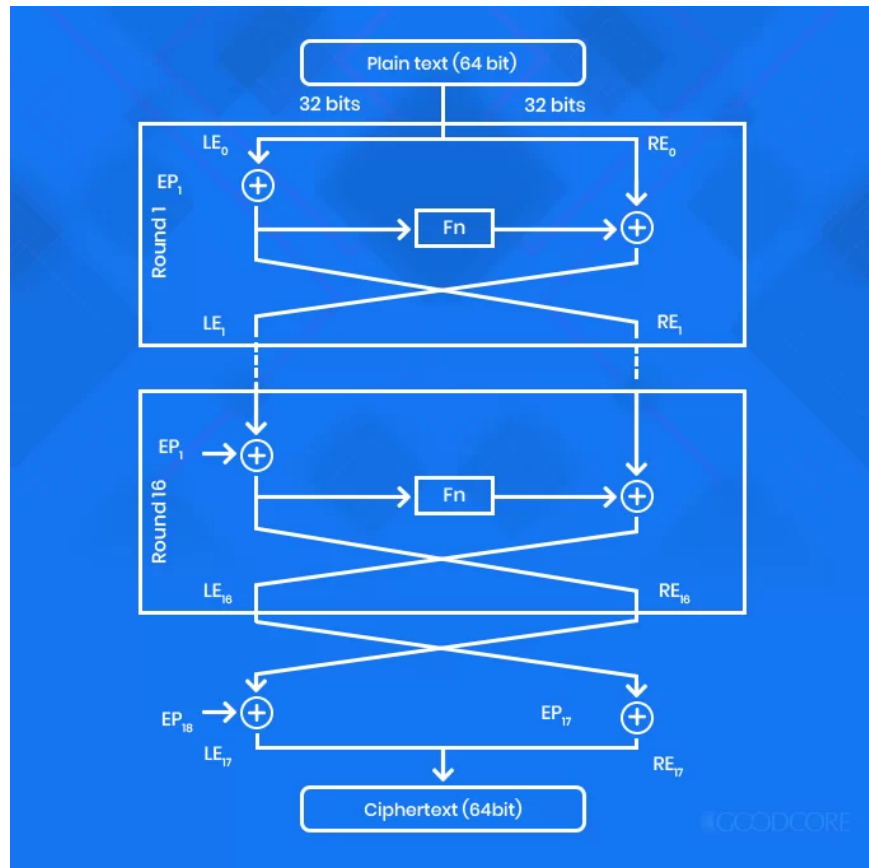 Plain text (64 bit)
32 bits 32 bits
LE₀ RE₀
EP₁
Fn
Round 1
LE₁ RE₁
EP₁
Fn
Round 16
LE₁₆ RE₁₆
EP₁₈ EP₁₇
LE₁₇ RE₁₇
Ciphertext (64bit)
GOODCORE